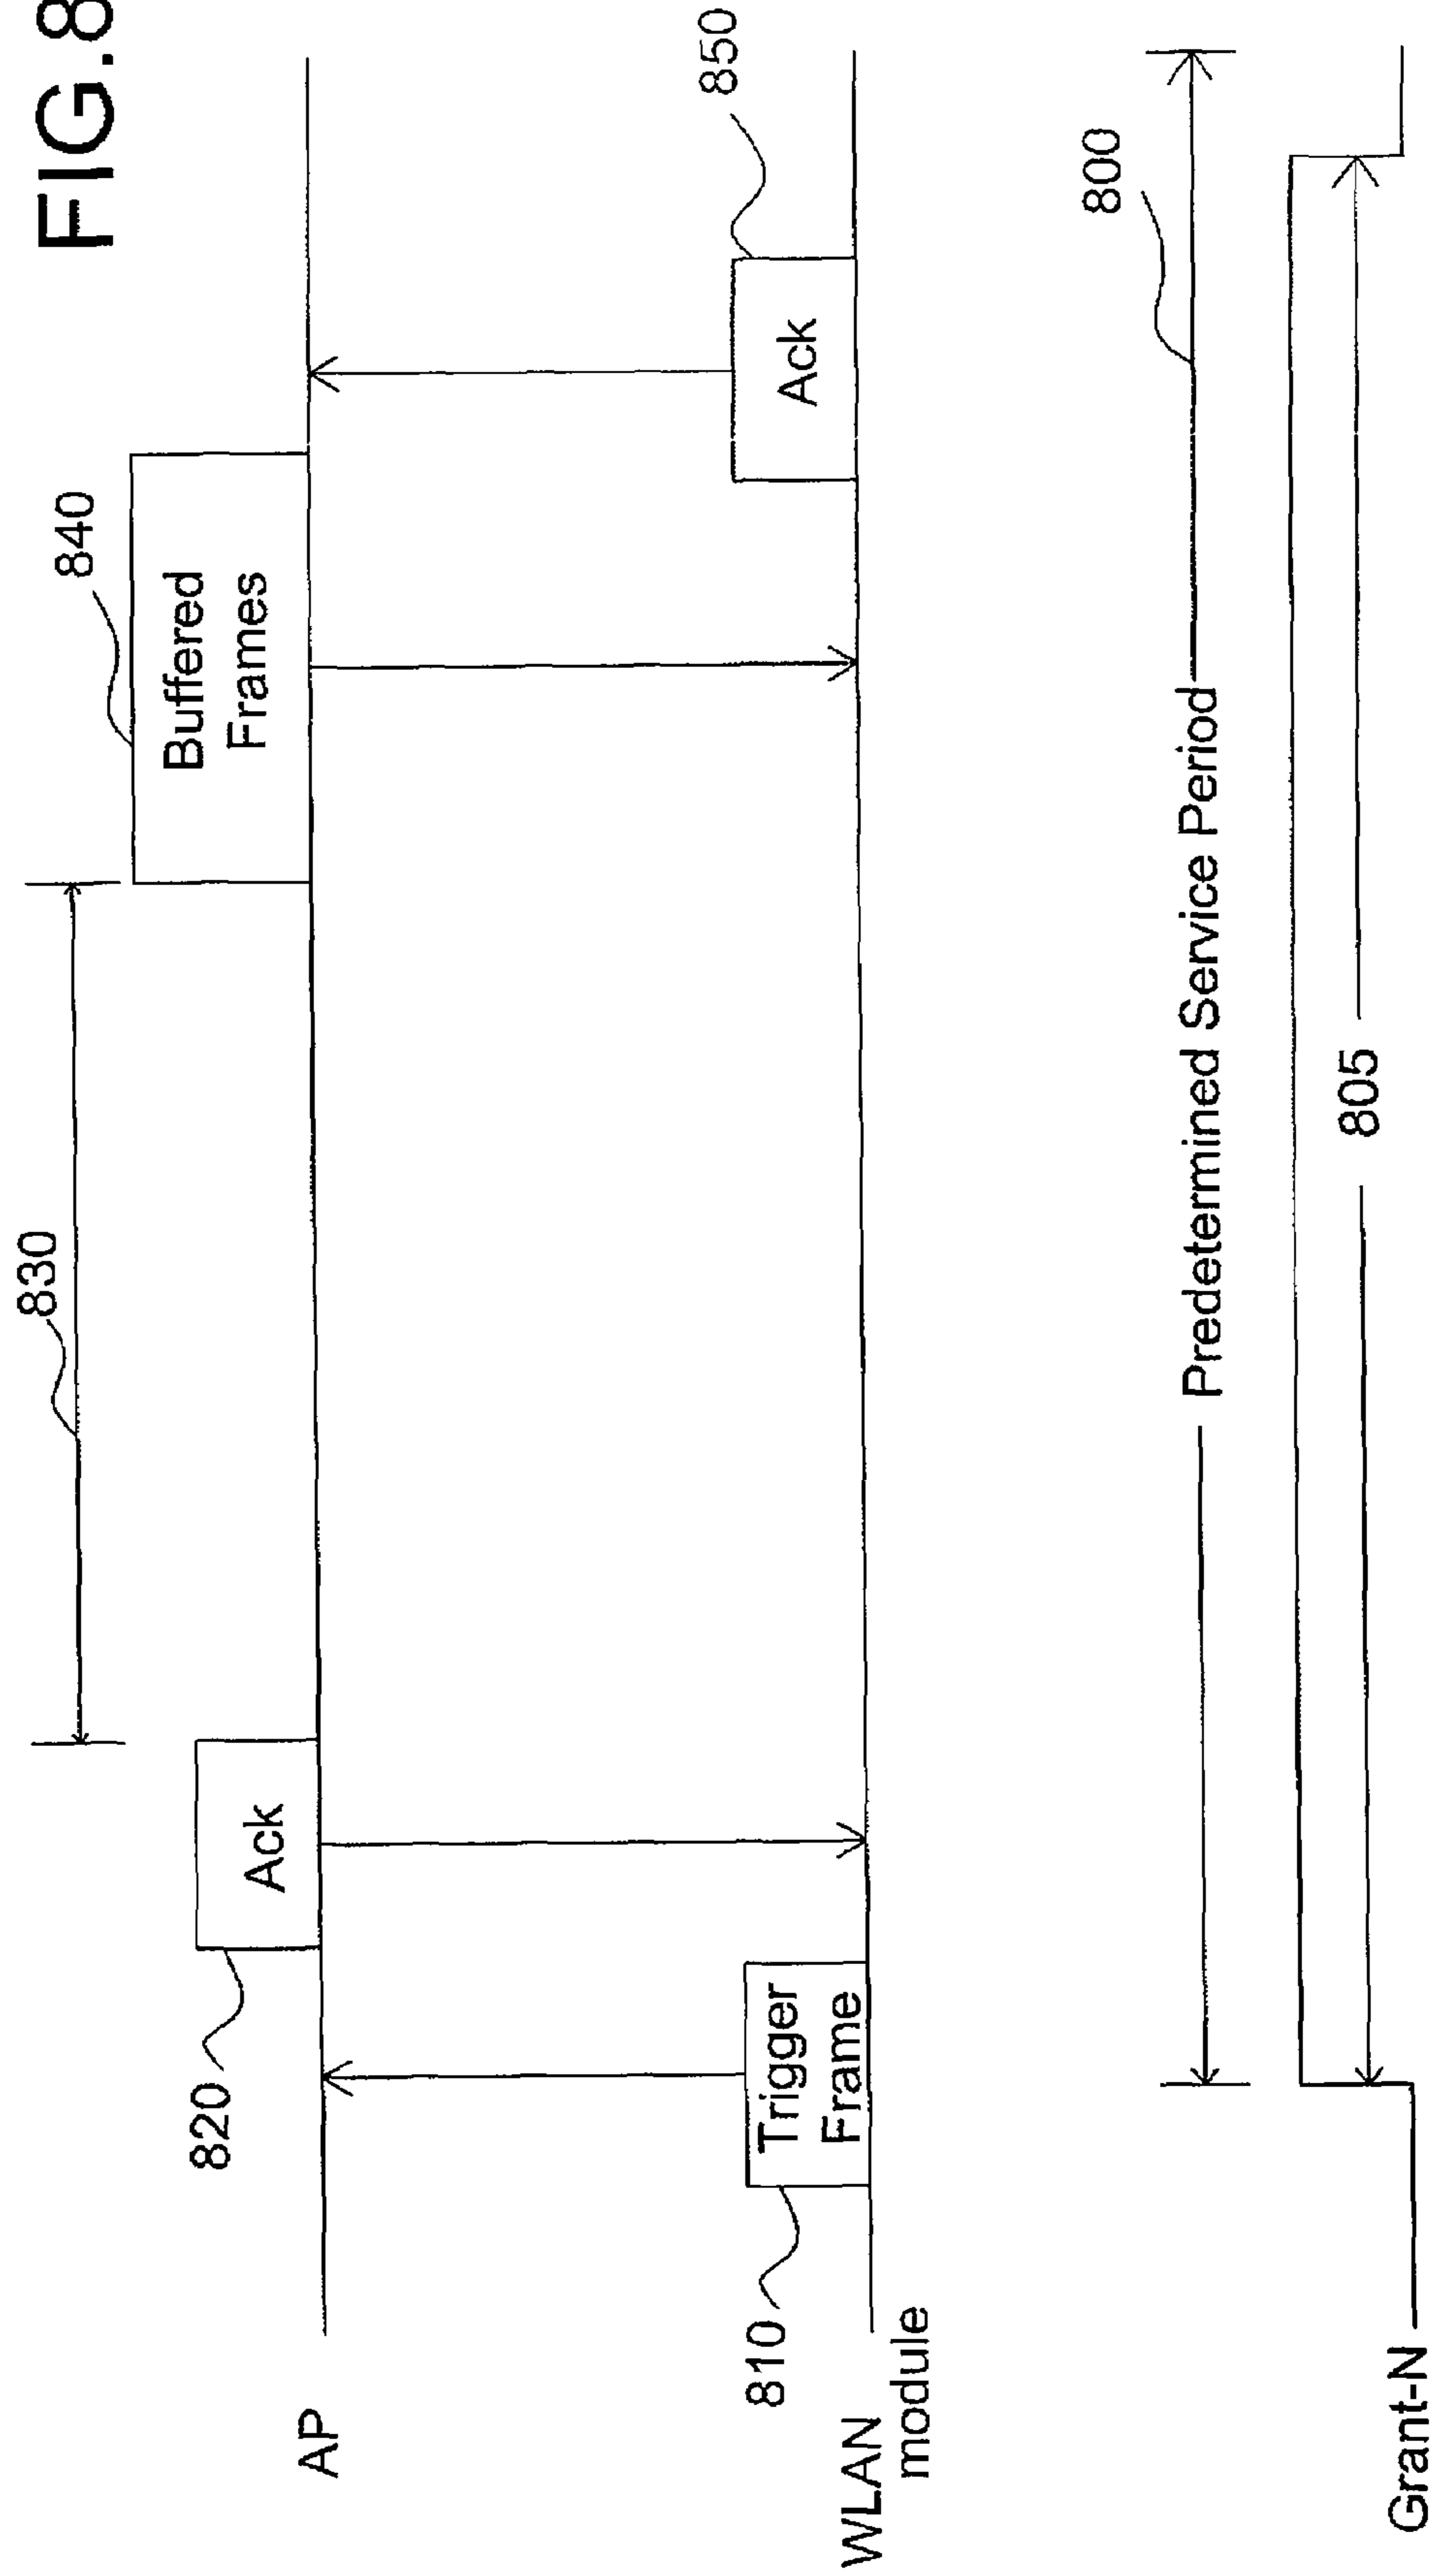 FIG.8
830
840
Buffered
Frames
820
Ack
AP
850
Ack
810
Trigger
Frame
WLAN
module
800
Predetermined Service Period
805
Grant-N